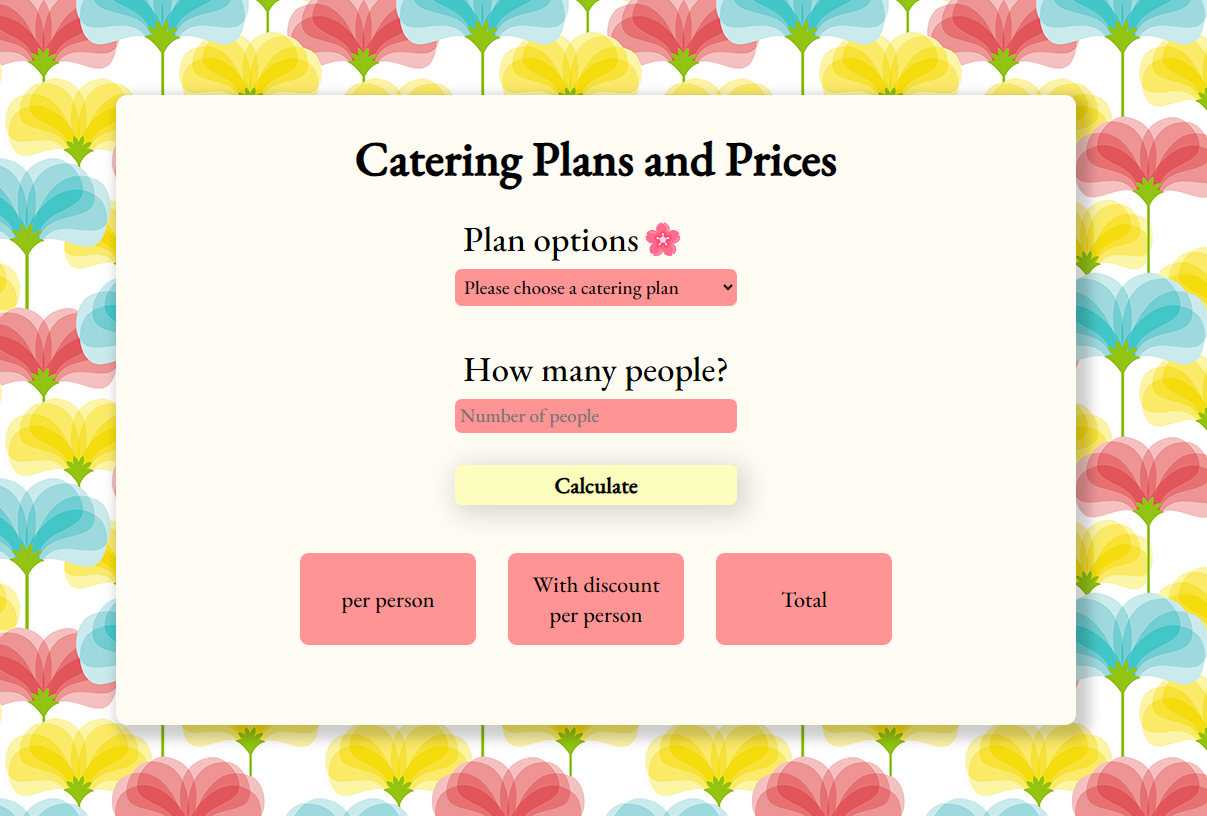 Catering Plans and Prices
Plan options 🌸
Please choose a catering plan
How many people?
Number of people
Calculate
per person
With discount
per person
Total